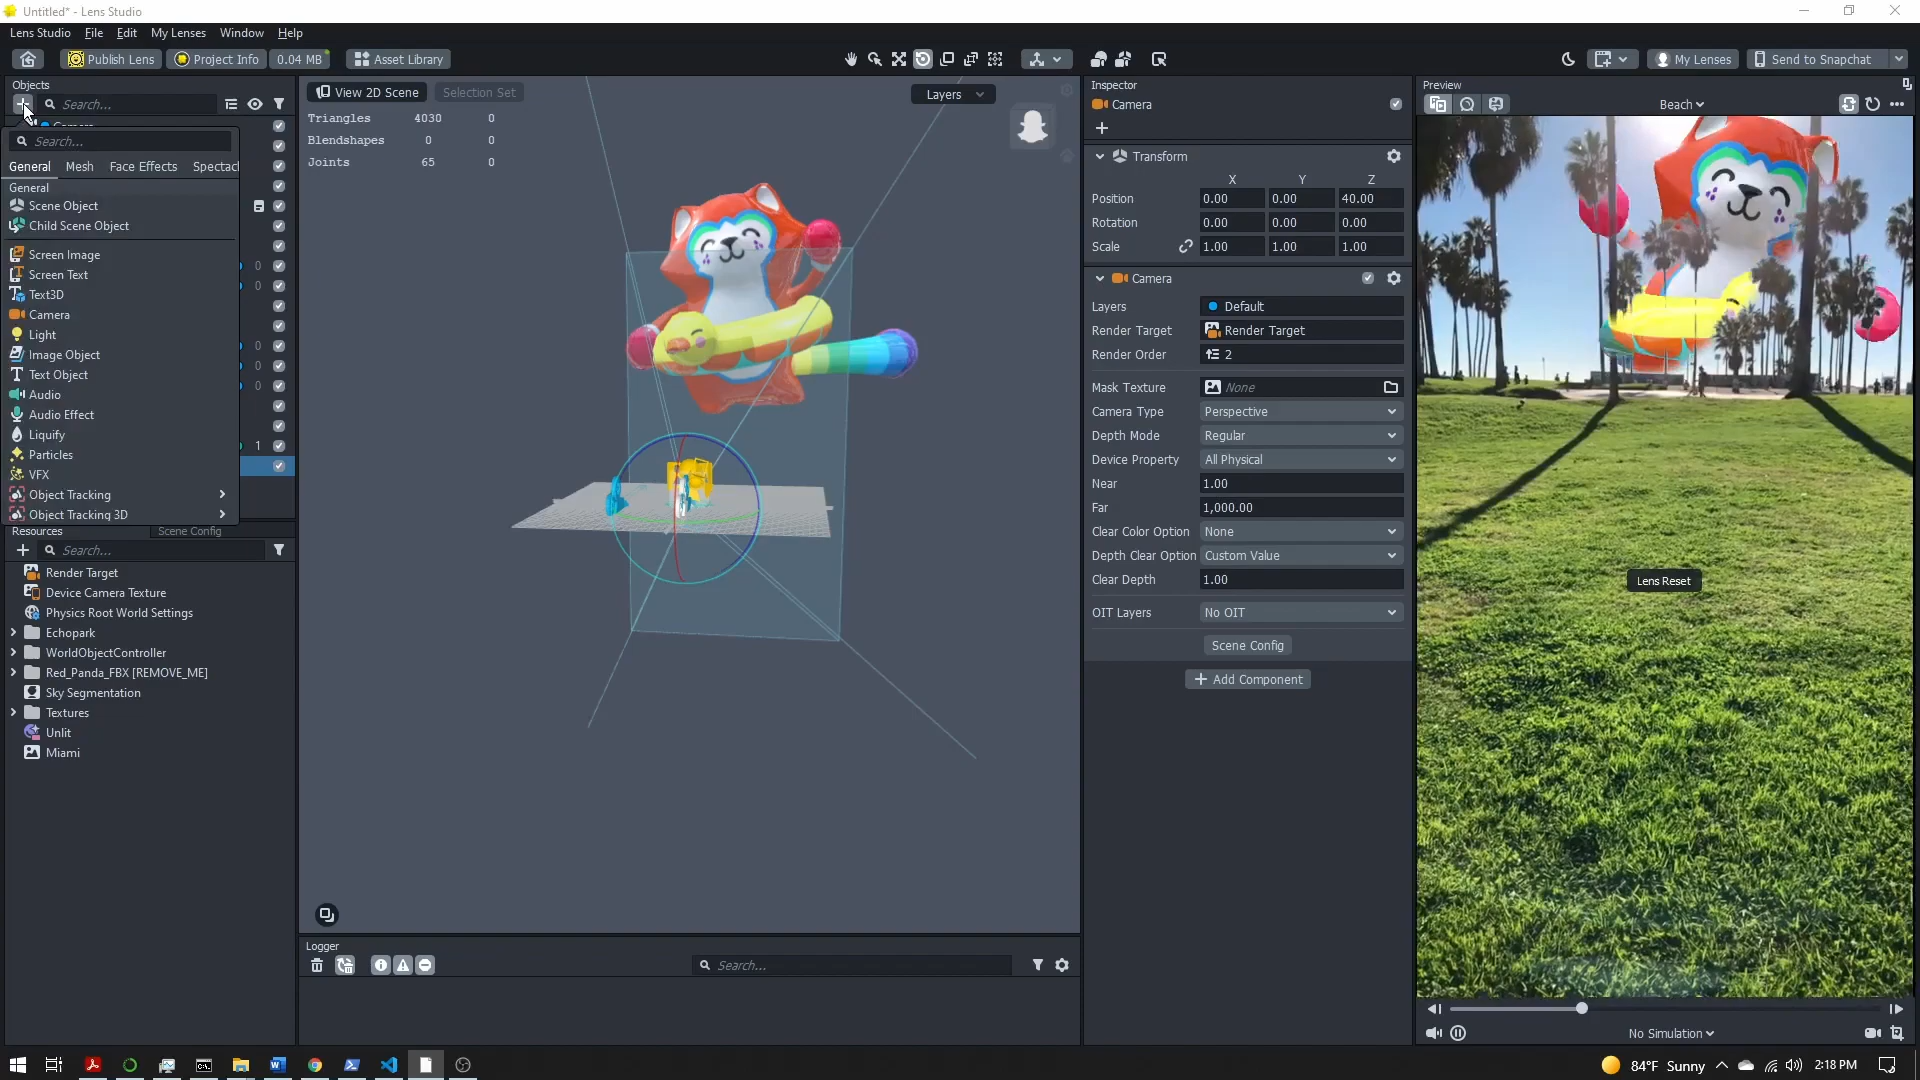 Untitled* - Lens Studio
Lens Studio File Edit My Lenses Window Help
Publish Lens Project Info 0.04 MB Asset Library My Lenses Send to Snapchat
Objects
Search...
Search...
General Mesh Face Effects Spectacl
General
Scene Object
Child Scene Object
Screen Image
Screen Text
Text3D
Camera
Light
Image Object
Text Object
Audio
Audio Effect
Liquify
Particles
VFX
Object Tracking
Object Tracking 3D
0
0
0
0
0
1
Resources Scene Config
Search...
Render Target
Device Camera Texture
Physics Root World Settings
Echopark
WorldObjectController
Red_Panda_FBX [REMOVE_ME]
Sky Segmentation
Textures
Unlit
Miami
View 2D Scene Selection Set Layers
Triangles 4030 0
Blendshapes 0 0
Joints 65 0
Logger
Search...
Inspector
Camera
Transform
X Y Z
Position 0.00 0.00 40.00
Rotation 0.00 0.00 0.00
Scale 1.00 1.00 1.00
Camera
Layers Default
Render Target Render Target
Render Order 2
Mask Texture None
Camera Type Perspective
Depth Mode Regular
Device Property All Physical
Near 1.00
Far 1,000.00
Clear Color Option None
Depth Clear Option Custom Value
Clear Depth 1.00
OIT Layers No OIT
Scene Config
Add Component
Preview
Beach
Lens Reset
No Simulation
84°F Sunny 2:18 PM